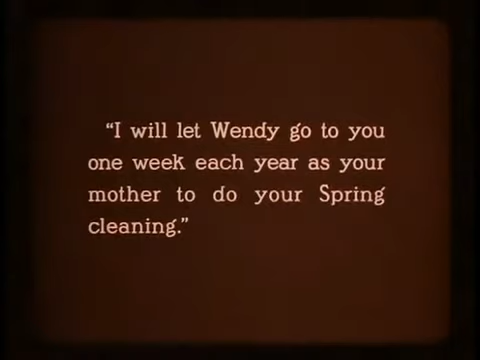 “I will let Wendy go to you
one week each year as your
mother to do your Spring
cleaning.”